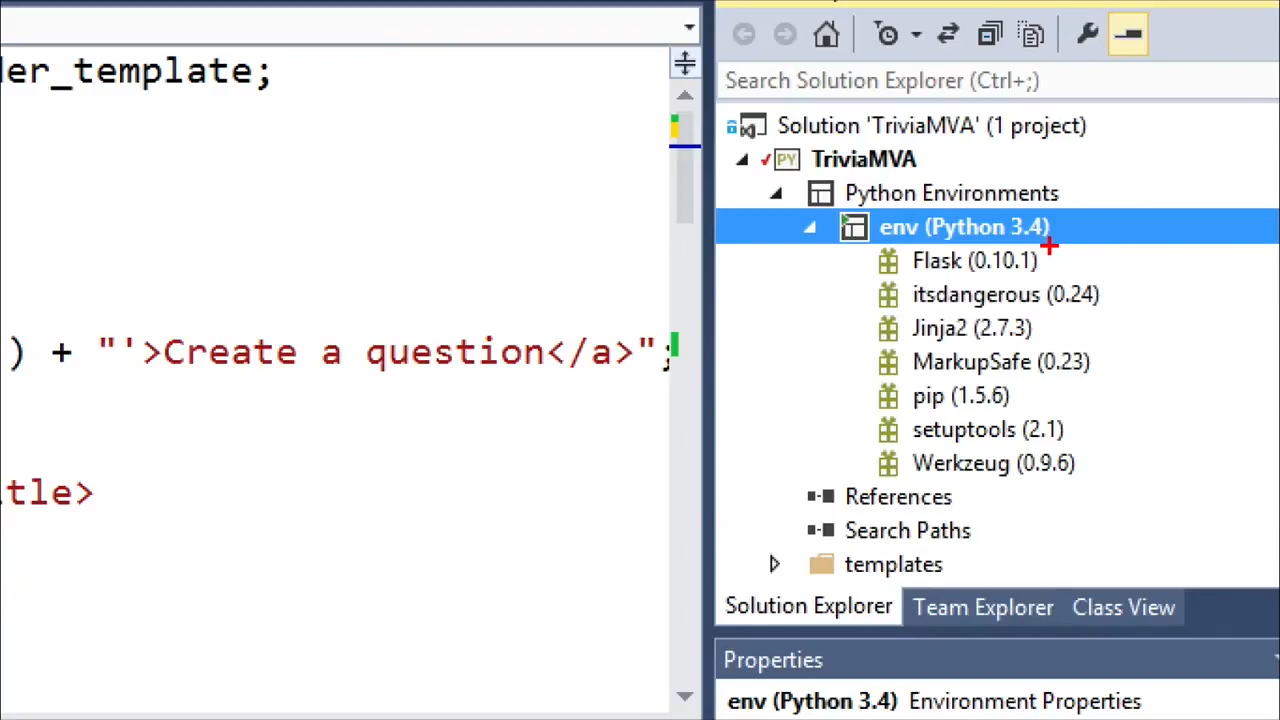 der_template;
) + "'>Create a question</a>";
itle>
Search Solution Explorer (Ctrl+;)
Solution 'TriviaMVA' (1 project)
PY TriviaMVA
Python Environments
env (Python 3.4)
Flask (0.10.1)
itsdangerous (0.24)
Jinja2 (2.7.3)
MarkupSafe (0.23)
pip (1.5.6)
setuptools (2.1)
Werkzeug (0.9.6)
References
Search Paths
templates
Solution Explorer Team Explorer Class View
Properties
env (Python 3.4) Environment Properties